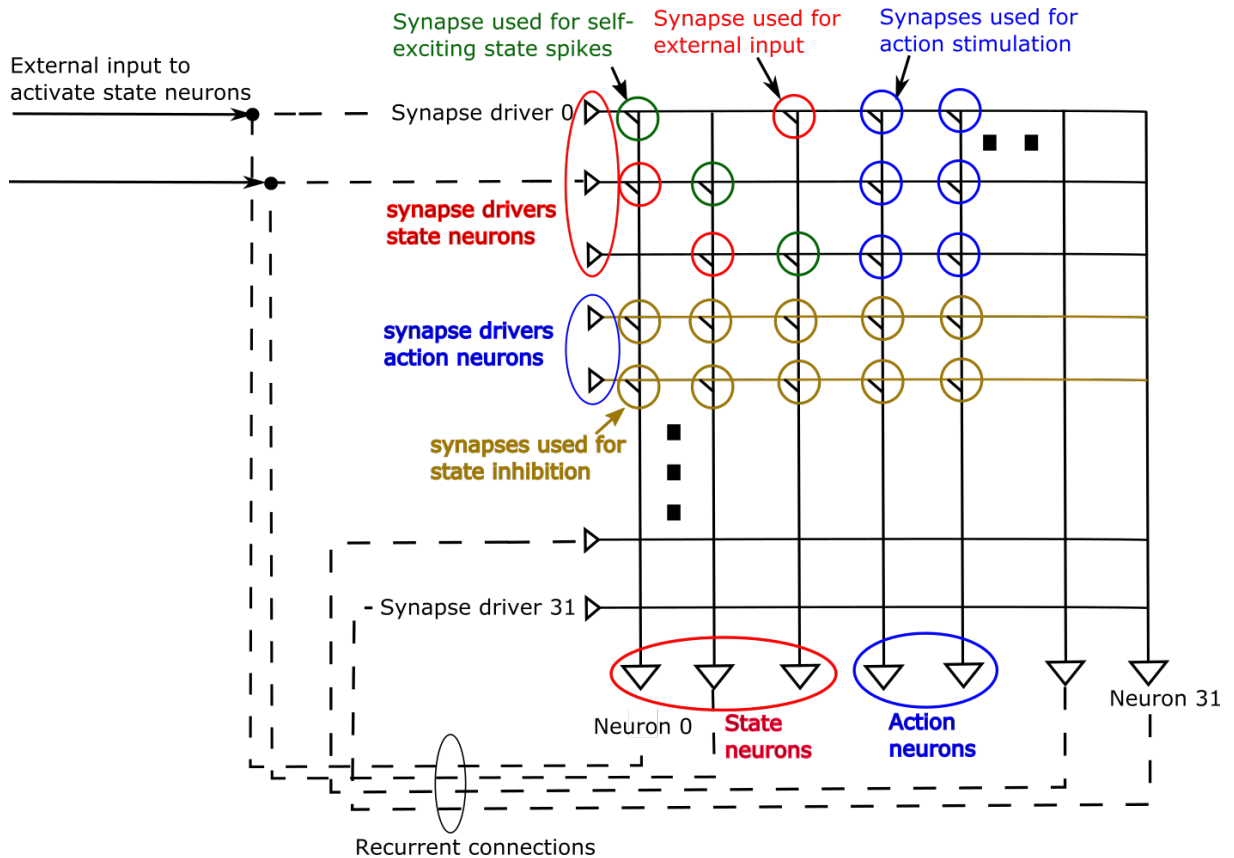 Synapse used for self-
exciting state spikes
Synapse used for
external input
Synapses used for
action stimulation
External input to
activate state neurons
Synapse driver 0
synapse drivers
state neurons
synapse drivers
action neurons
synapses used for
state inhibition
Synapse driver 31
Neuron 0
State
neurons
Action
neurons
Neuron 31
Recurrent connections